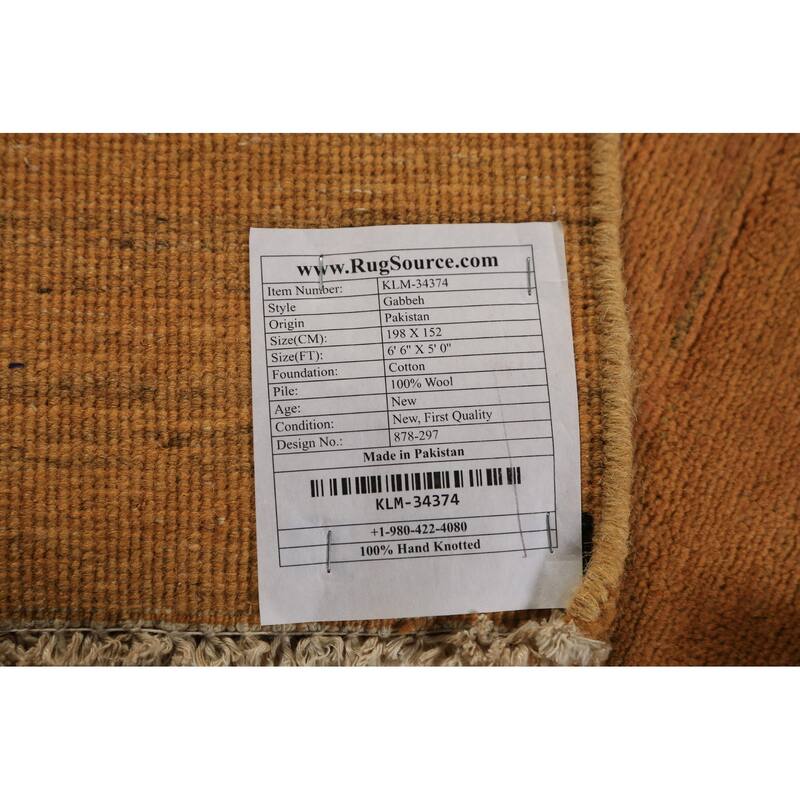 www.RugSource.com
Item Number: KLM-34374
Style Gabbeh
Origin Pakistan
Size(CM): 198 X 152
Size(FT): 6' 6" X 5' 0"
Foundation: Cotton
Pile: 100% Wool
Age: New
Condition: New, First Quality
Design No.: 878-297
Made in Pakistan
KLM-34374
+1-980-422-4080
100% Hand Knotted